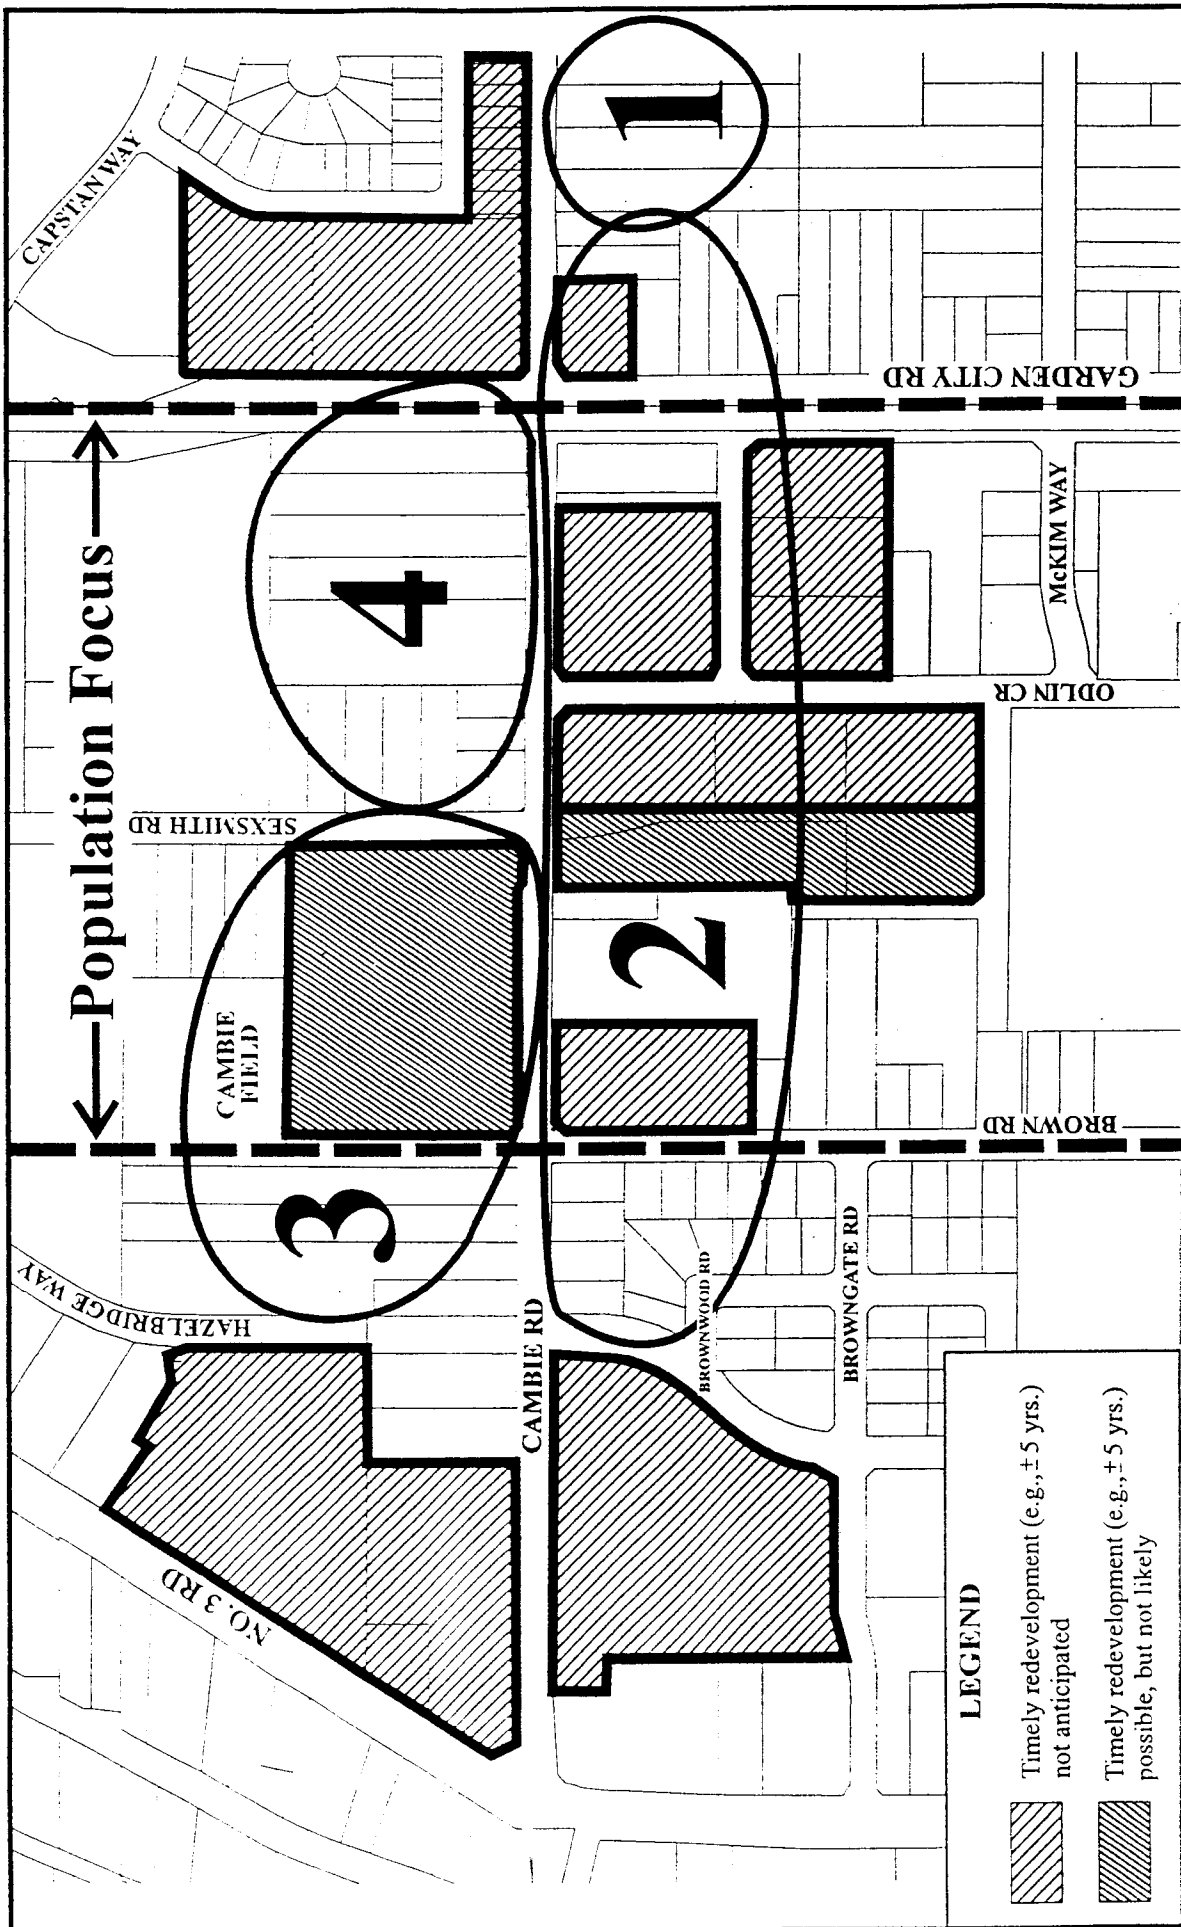 CAPSTAN WAY
Population Focus
1
4
GARDEN CITY RD
McKIM WAY
ODLIN CR
SEXSMITH RD
2
CAMBIE
FIELD
BROWN RD
3
HAZELBRIDGE WAY
CAMBIE RD
BROWNWOOD RD
BROWNGATE RD
NO. 3 RD
LEGEND
Timely redevelopment (e.g., ±5 yrs.)
not anticipated
Timely redevelopment (e.g., ±5 yrs.)
possible, but not likely